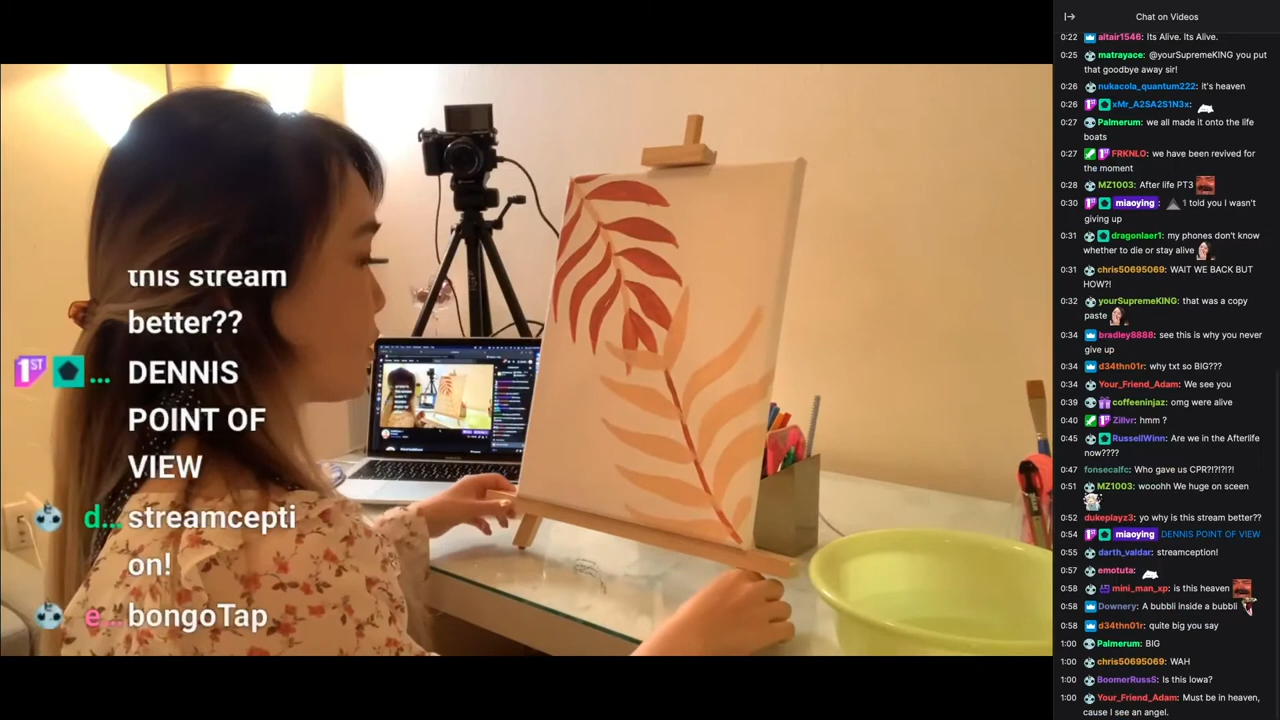 this stream
better??
1ST ... DENNIS
POINT OF
VIEW
d... streamcepti
on!
e... bongoTap
Chat on Videos
0:22 altair1546: Its Alive. Its Alive.
0:25 matrayace: @yourSupremeKING you put
that goodbye away sir!
0:26 nukacola_quantum222: it's heaven
0:26 1ST xMr_A2SA2S1N3x:
0:27 Palmerum: we all made it onto the life
boats
0:27 1ST FRKNLO: we have been revived for
the moment
0:28 MZ1003: After life PT3
0:30 1ST miaoying: I told you I wasn't
giving up
0:31 dragonlaer1: my phones don't know
whether to die or stay alive
0:31 chris50695069: WAIT WE BACK BUT
HOW?!
0:32 yourSupremeKING: that was a copy
paste
0:34 bradley8888: see this is why you never
give up
0:34 d34thn01r: why txt so BIG???
0:34 Your_Friend_Adam: We see you
0:39 coffeeninjaz: omg were alive
0:40 1ST Zillvr: hmm ?
0:45 RussellWinn: Are we in the Afterlife
now????
0:47 fonsecalfc: Who gave us CPR?!?!?!?!
0:51 MZ1003: wooohh We huge on sceen
0:52 dukeplayz3: yo why is this stream better??
0:54 1ST miaoying DENNIS POINT OF VIEW
0:55 darth_valdar: streamception!
0:57 emotuta:
0:58 mini_man_xp: is this heaven
0:58 Downery: A bubbli inside a bubbli
0:58 d34thn01r: quite big you say
1:00 Palmerum: BIG
1:00 chris50695069: WAH
1:00 BoomerRussS: Is this Iowa?
1:00 Your_Friend_Adam: Must be in heaven,
cause I see an angel.